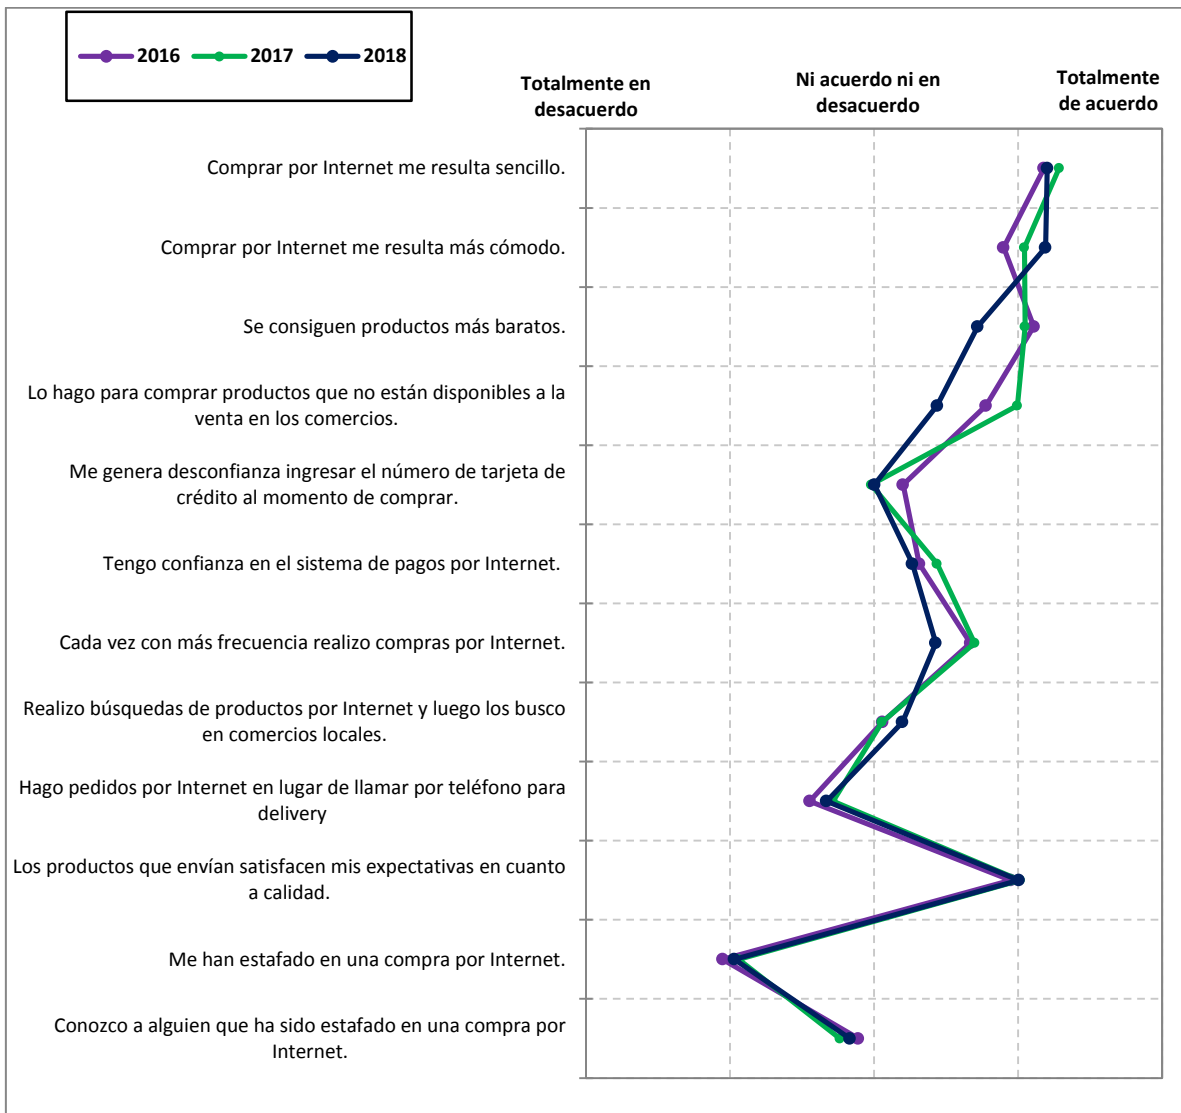 2016 2017 2018
Totalmente en
desacuerdo
Ni acuerdo ni en
desacuerdo
Totalmente
de acuerdo
Comprar por Internet me resulta sencillo.
Comprar por Internet me resulta más cómodo.
Se consiguen productos más baratos.
Lo hago para comprar productos que no están disponibles a la
venta en los comercios.
Me genera desconfianza ingresar el número de tarjeta de
crédito al momento de comprar.
Tengo confianza en el sistema de pagos por Internet.
Cada vez con más frecuencia realizo compras por Internet.
Realizo búsquedas de productos por Internet y luego los busco
en comercios locales.
Hago pedidos por Internet en lugar de llamar por teléfono para
delivery
Los productos que envían satisfacen mis expectativas en cuanto
a calidad.
Me han estafado en una compra por Internet.
Conozco a alguien que ha sido estafado en una compra por
Internet.